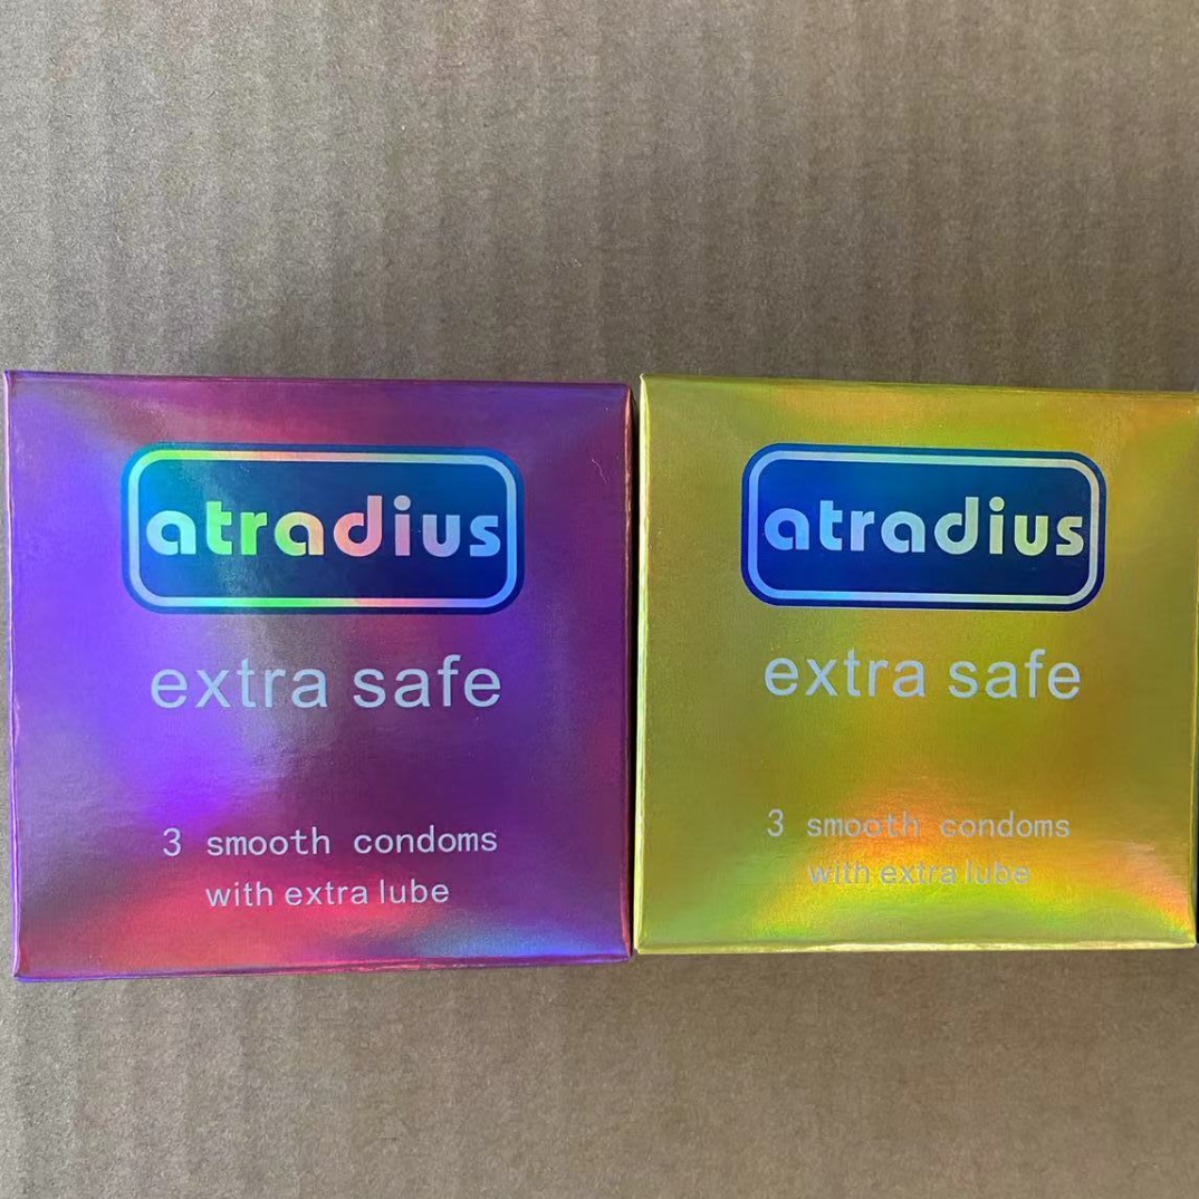 atradius
extra safe
3 smooth condoms
with extra lube
atradius
extra safe
3 smooth condoms
with extra lube